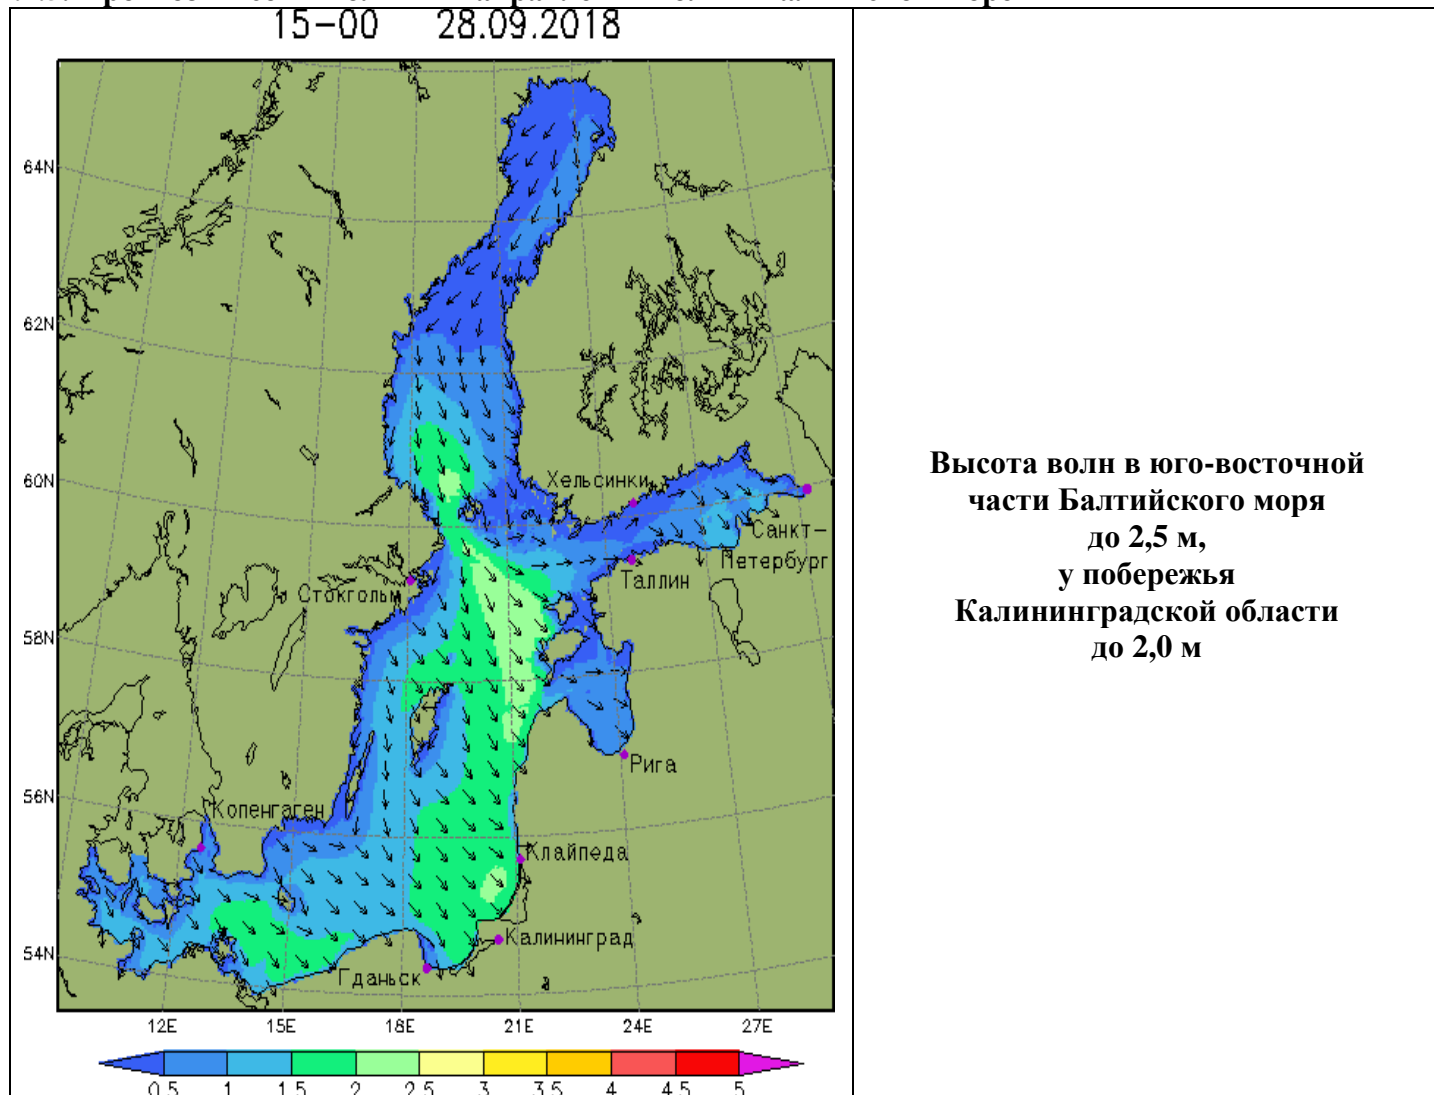 15-00 28.09.2018
64N
62N
60N
58N
56N
54N
Хельсинки
Санкт-
Петербург
Таллин
Стокгольм
Рига
Копенгаген
Клайпеда
Калининград
Гданьск
12E 15E 18E 21E 24E 27E
0.5 1 1.5 2 2.5 3 3.5 4 4.5 5
Высота волн в юго-восточной
части Балтийского моря
до 2,5 м,
у побережья
Калининградской области
до 2,0 м